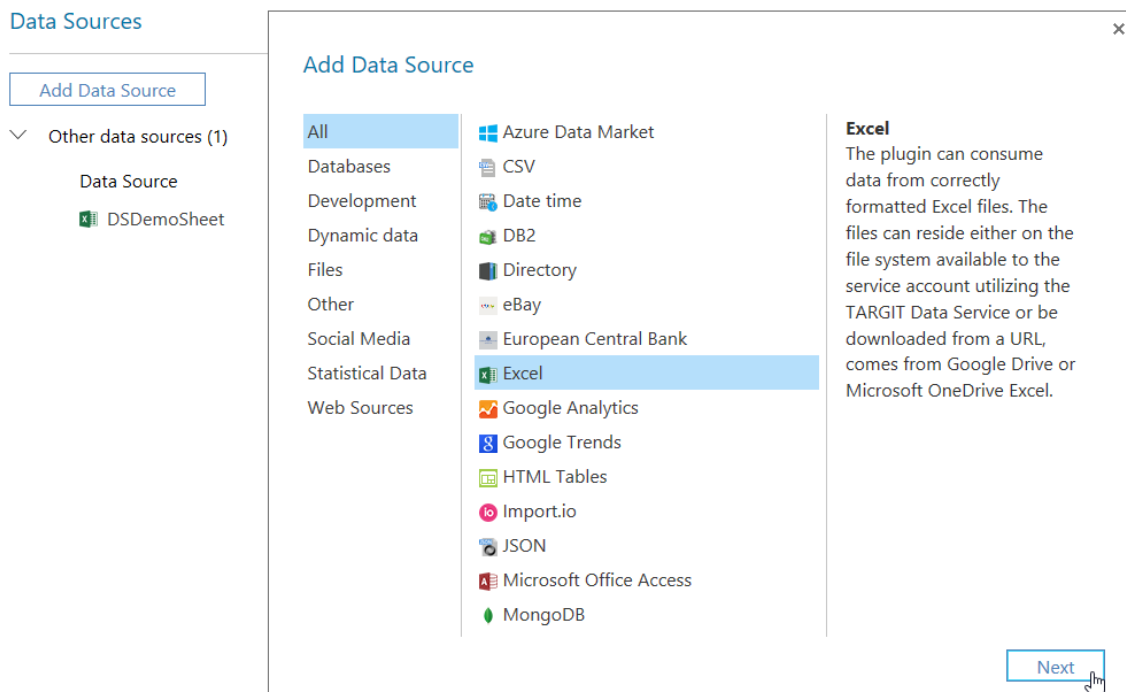 Data Sources
Add Data Source
Other data sources (1)
Data Source
DSDemoSheet
×
Add Data Source
All
Databases
Development
Dynamic data
Files
Other
Social Media
Statistical Data
Web Sources
Azure Data Market
CSV
Date time
DB2
Directory
eBay
European Central Bank
Excel
Google Analytics
Google Trends
HTML Tables
Import.io
JSON
Microsoft Office Access
MongoDB
Excel
The plugin can consume
data from correctly
formatted Excel files. The
files can reside either on the
file system available to the
service account utilizing the
TARGIT Data Service or be
downloaded from a URL,
comes from Google Drive or
Microsoft OneDrive Excel.
Next